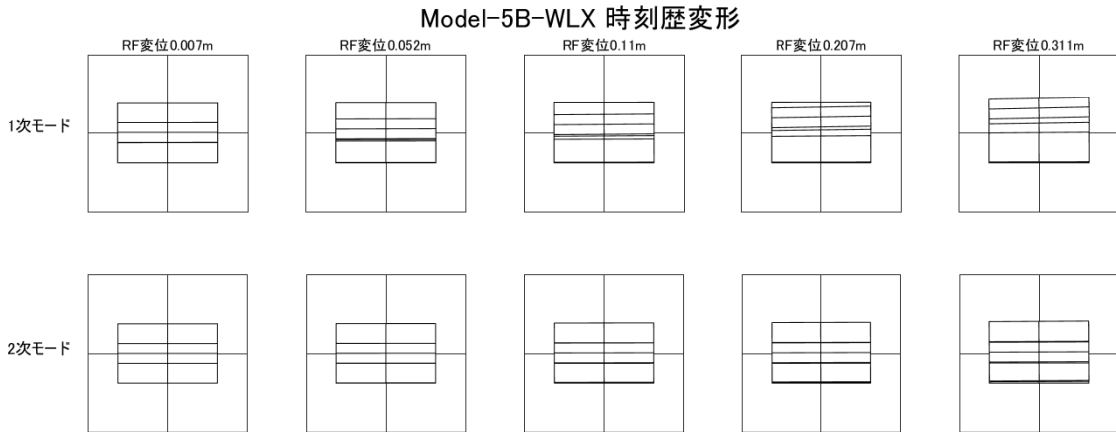 Model-5B-WLX 時刻歴変形
RF変位0.007m
RF変位0.052m
RF変位0.11m
RF変位0.207m
RF変位0.311m
1次モード
2次モード